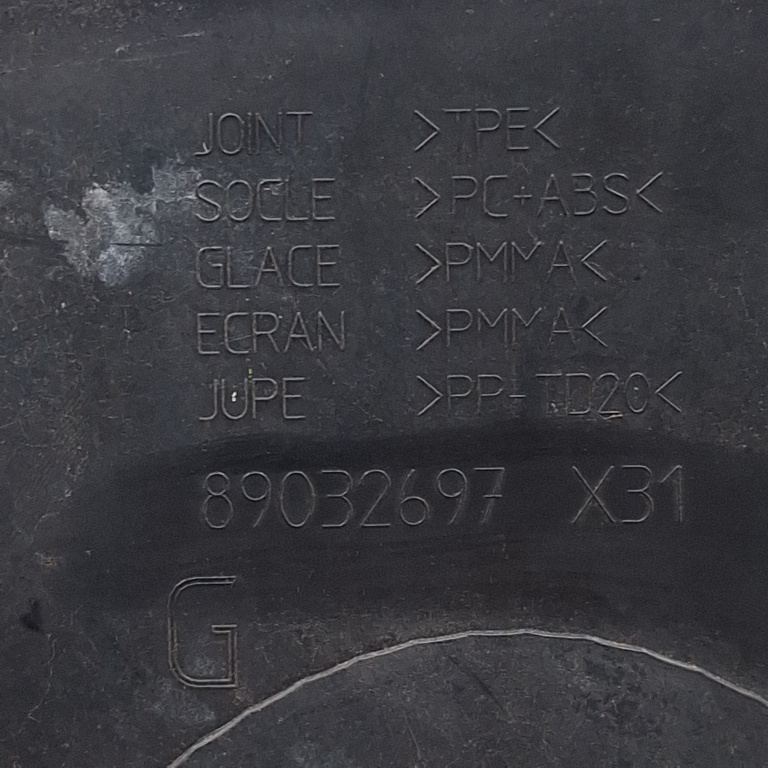 JOINT >TPE<
SOCLE >PC+ABS<
GLACE >PMMA<
ECRAN >PMMA<
JUPE >PP-TD20<
89032697 X31
G